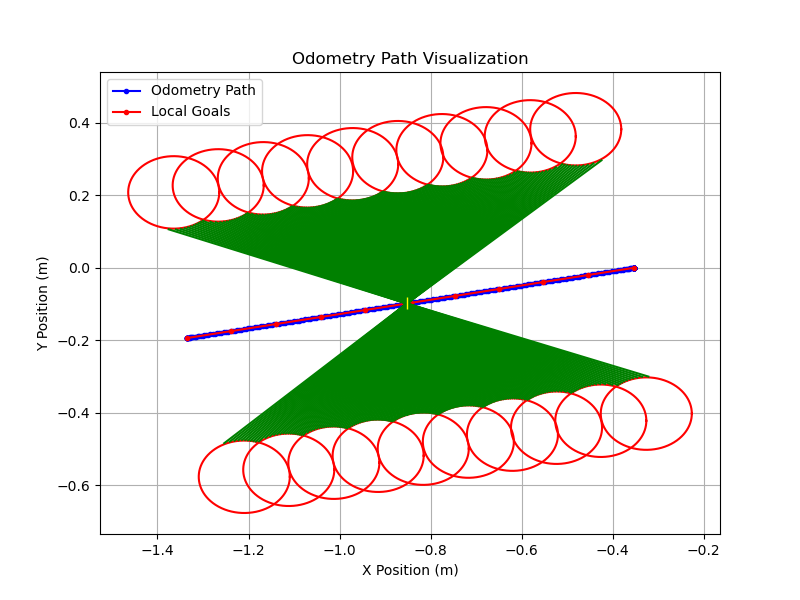 Odometry Path Visualization
Odometry Path
Local Goals
Y Position (m)
0.4
0.2
0.0
−0.2
−0.4
−0.6
−1.4 −1.2 −1.0 −0.8 −0.6 −0.4 −0.2
X Position (m)